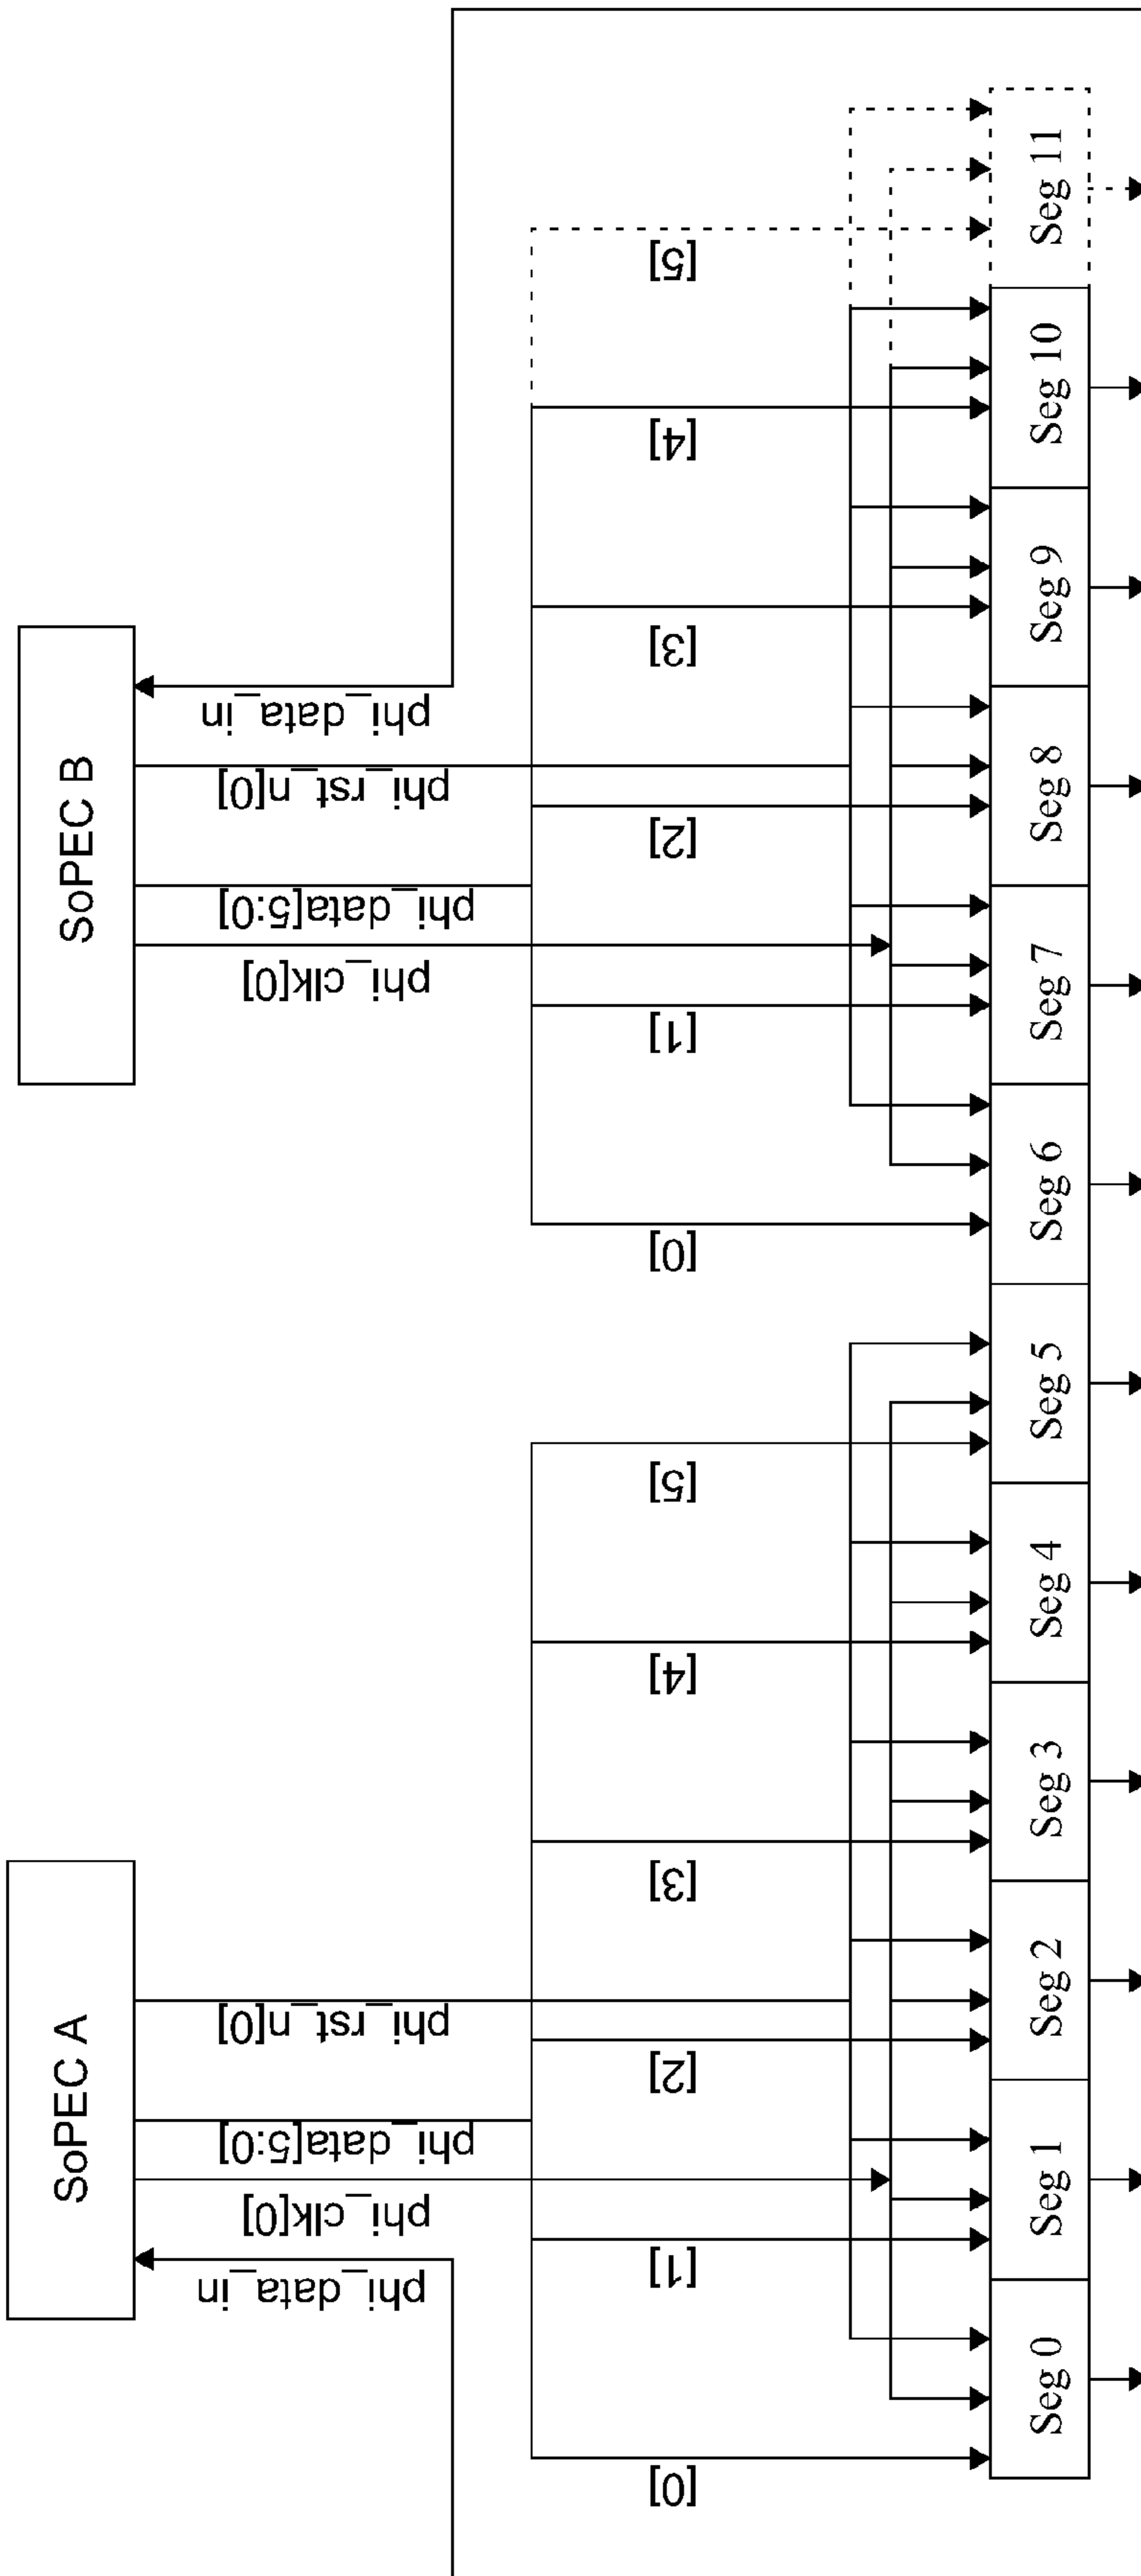 SoPEC A
SoPEC B
phi_data_in
phi_clk[0]
phi_data[5:0]
phi_rst_n[0]
phi_clk[0]
phi_data[5:0]
phi_rst_n[0]
phi_data_in
[0]
[1]
[2]
[3]
[4]
[5]
[0]
[1]
[2]
[3]
[4]
[5]
Seg 0
Seg 1
Seg 2
Seg 3
Seg 4
Seg 5
Seg 6
Seg 7
Seg 8
Seg 9
Seg 10
Seg 11